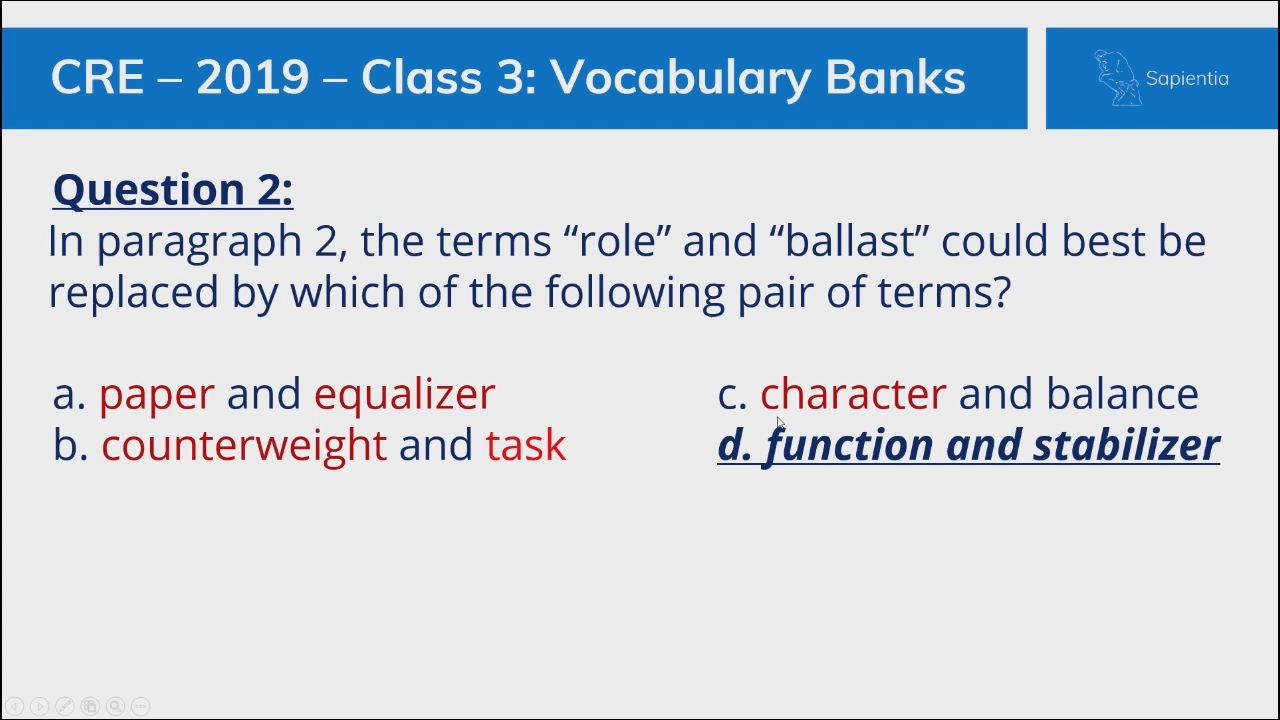 CRE – 2019 – Class 3: Vocabulary Banks
Sapientia
Question 2:
In paragraph 2, the terms “role” and “ballast” could best be
replaced by which of the following pair of terms?
a. paper and equalizer
b. counterweight and task
c. character and balance
d. function and stabilizer